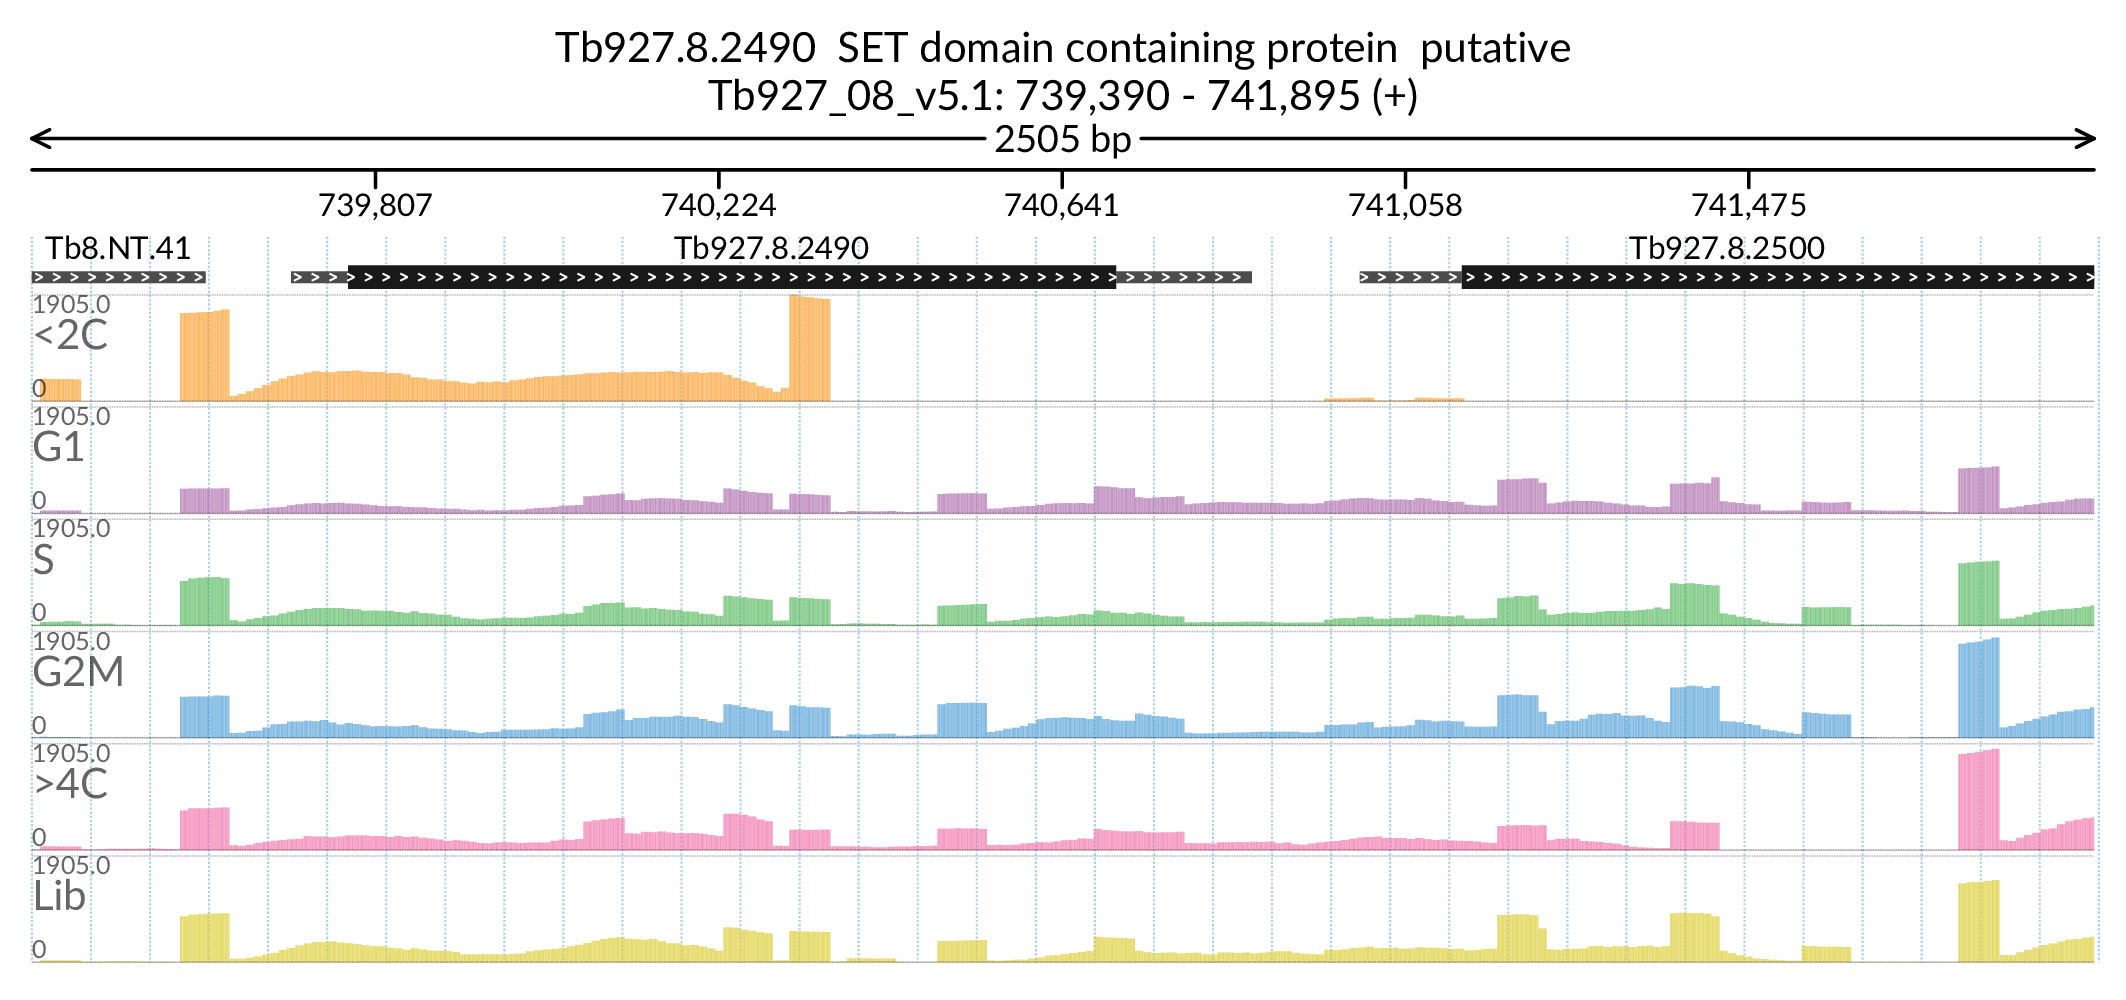 Tb927.8.2490  SET domain containing protein  putative
Tb927_08_v5.1: 739,390 - 741,895 (+)
2505 bp
739,807 740,224 740,641 741,058 741,475
Tb8.NT.41 Tb927.8.2490 Tb927.8.2500
1905.0
<2C
0
1905.0
G1
0
1905.0
S
0
1905.0
G2M
0
1905.0
>4C
0
1905.0
Lib
0